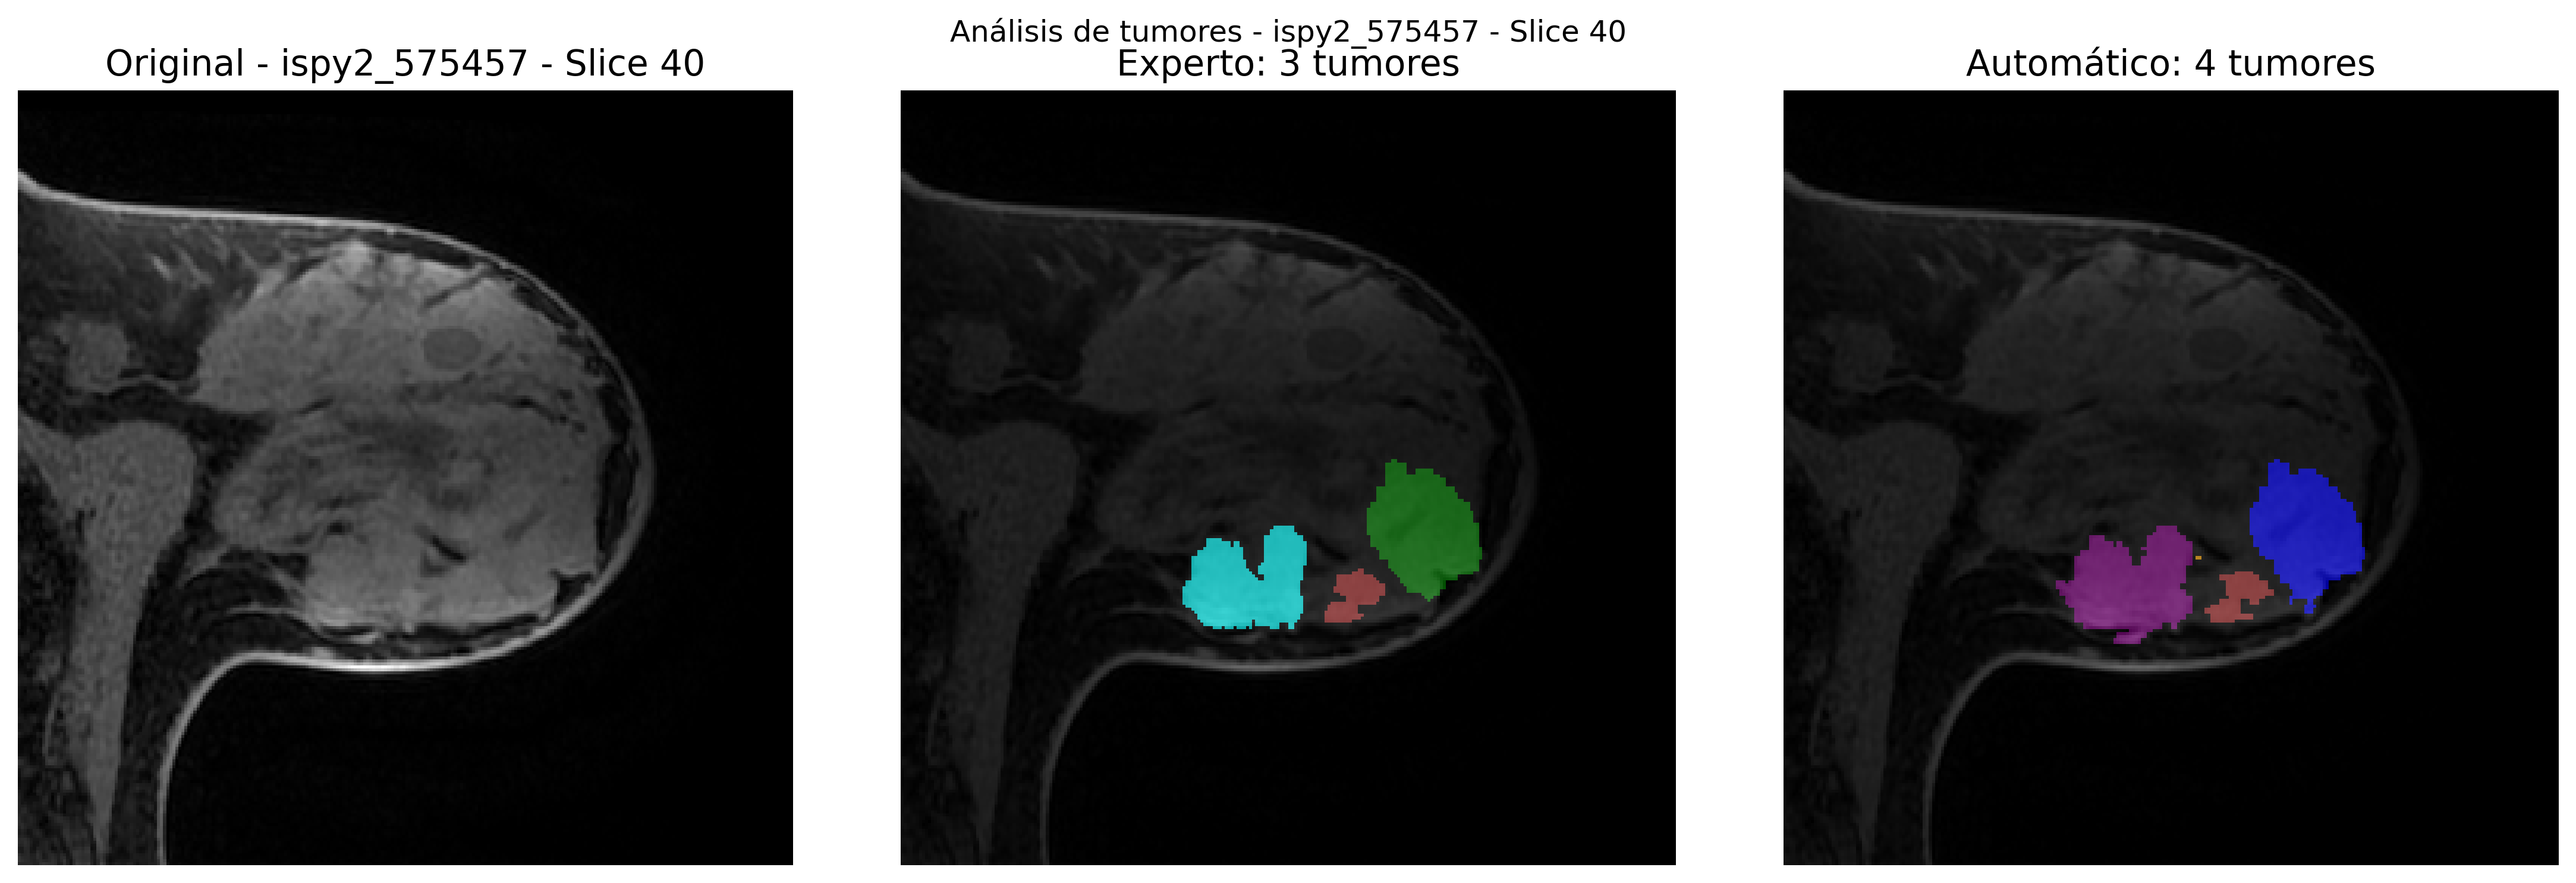 Análisis de tumores - ispy2_575457 - Slice 40
Original - ispy2_575457 - Slice 40
Experto: 3 tumores
Automático: 4 tumores